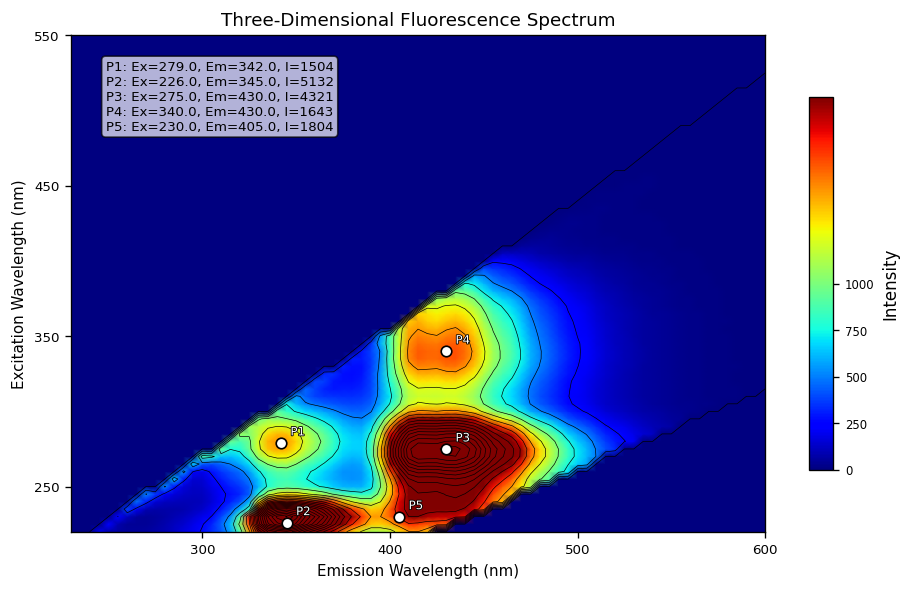 Three-Dimensional Fluorescence Spectrum
P1: Ex=279.0, Em=342.0, I=1504
P2: Ex=226.0, Em=345.0, I=5132
P3: Ex=275.0, Em=430.0, I=4321
P4: Ex=340.0, Em=430.0, I=1643
P5: Ex=230.0, Em=405.0, I=1804
550
450
350
250
Excitation Wavelength (nm)
P4
P1
P3
P5
P2
300 400 500 600
Emission Wavelength (nm)
1000
750
500
250
0
Intensity